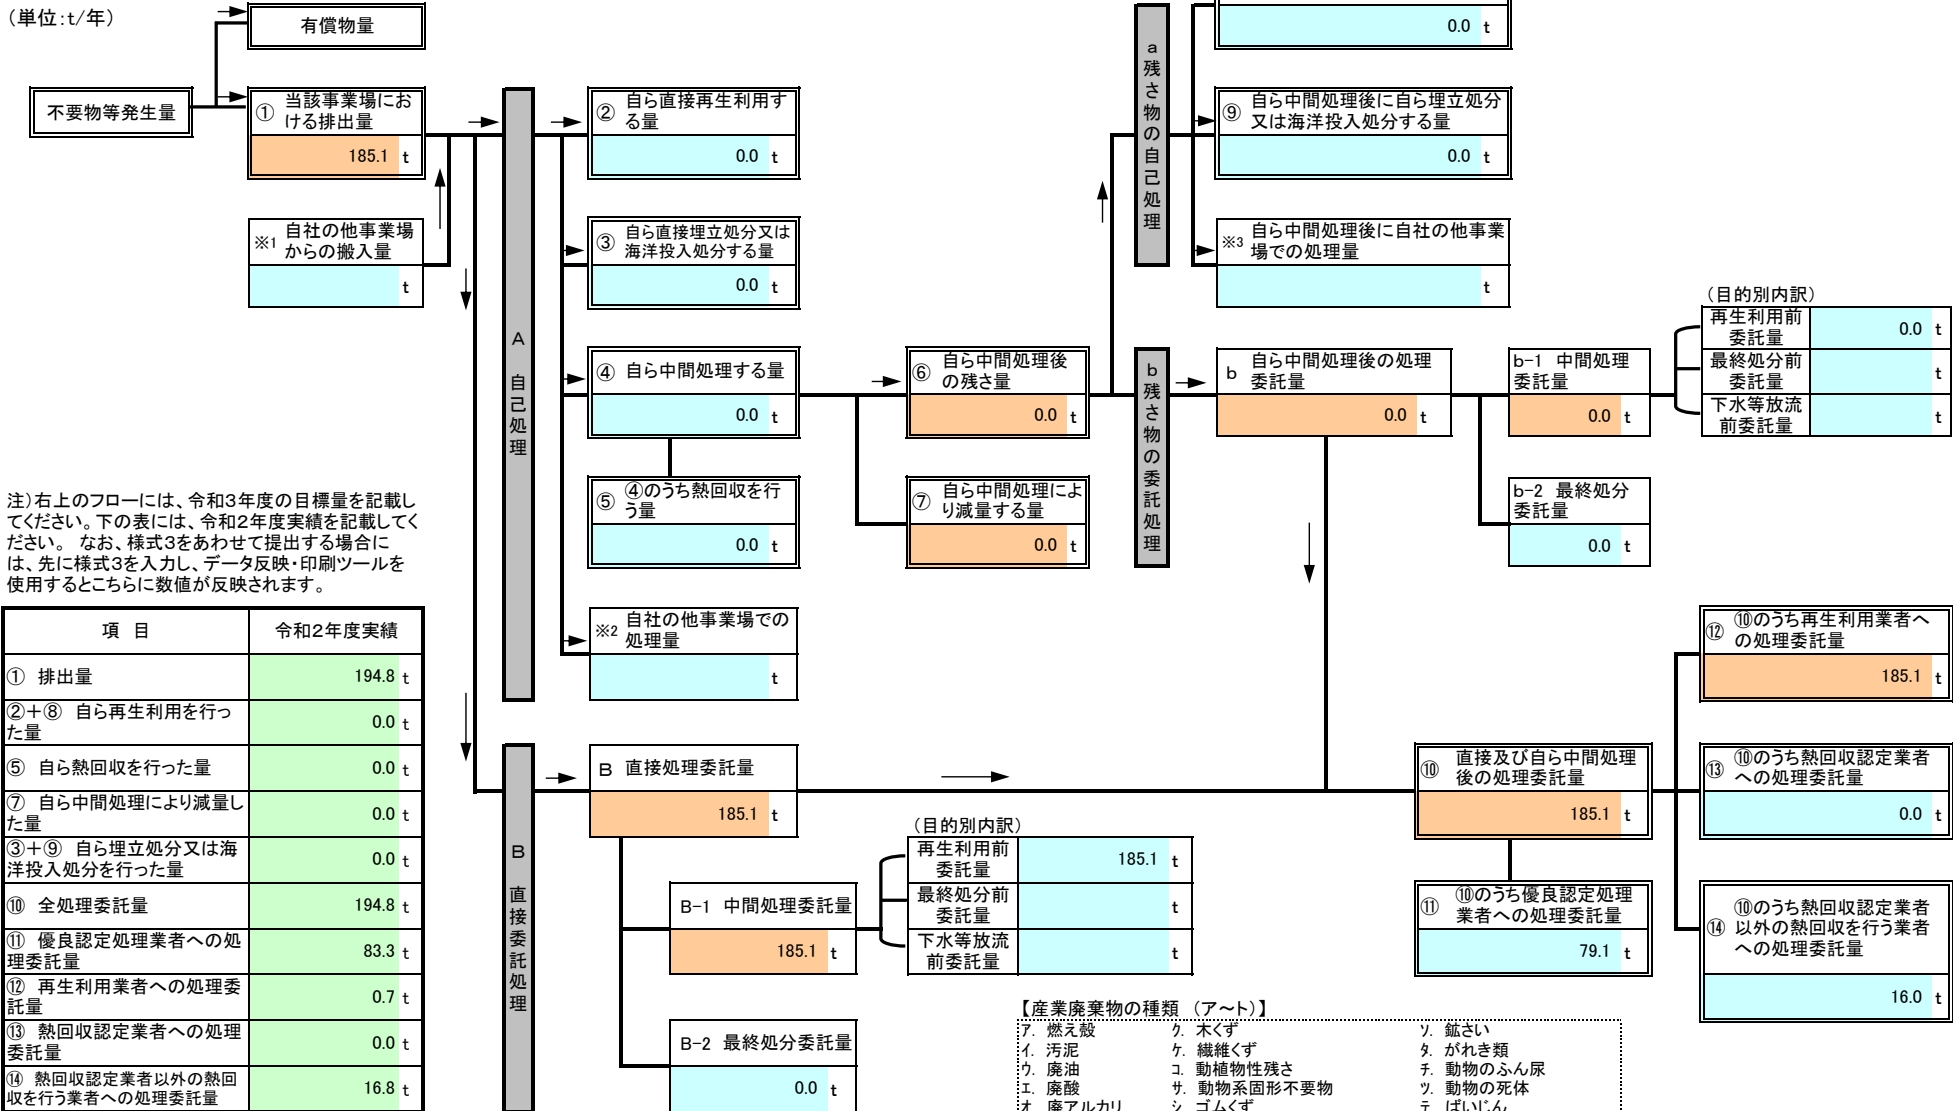 (単位:t/年)
有償物量
不要物等発生量
① 当該事業場にお
ける排出量
185.1 t
※1 自社の他事業場
からの搬入量
t
A 自己処理
② 自ら直接再生利用す
る量
0.0 t
③ 自ら直接埋立処分又は
海洋投入処分する量
0.0 t
④ 自ら中間処理する量
0.0 t
⑤ ④のうち熱回収を行
う量
0.0 t
※2 自社の他事業場での
処理量
t
⑥ 自ら中間処理後
の残さ量
0.0 t
⑦ 自ら中間処理によ
り減量する量
0.0 t
a残さ物の自己処理
0.0 t
⑨ 自ら中間処理後に自ら埋立処分
又は海洋投入処分する量
0.0 t
※3 自ら中間処理後に自社の他事業
場での処理量
t
b残さ物の委託処理
b 自ら中間処理後の処理
委託量
0.0 t
b-1 中間処理
委託量
0.0 t
(目的別内訳)
再生利用前
委託量
0.0 t
最終処分前
委託量
t
下水等放流
前委託量
t
b-2 最終処分
委託量
0.0 t
注)右上のフローには、令和3年度の目標量を記載し
てください。下の表には、令和2年度実績を記載してく
ださい。 なお、様式3をあわせて提出する場合に
は、先に様式3を入力し、データ反映・印刷ツールを
使用するとこちらに数値が反映されます。
項 目 令和2年度実績
① 排出量 194.8 t
②+⑧ 自ら再生利用を行っ
た量 0.0 t
⑤ 自ら熱回収を行った量 0.0 t
⑦ 自ら中間処理により減量し
た量 0.0 t
③+⑨ 自ら埋立処分又は海
洋投入処分を行った量 0.0 t
⑩ 全処理委託量 194.8 t
⑪ 優良認定処理業者への処
理委託量 83.3 t
⑫ 再生利用業者への処理委
託量 0.7 t
⑬ 熱回収認定業者への処理
委託量 0.0 t
⑭ 熱回収認定業者以外の熱回
収を行う業者への処理委託量 16.8 t
B 直接委託処理
B 直接処理委託量
185.1 t
B-1 中間処理委託量
185.1 t
(目的別内訳)
再生利用前
委託量
185.1 t
最終処分前
委託量
t
下水等放流
前委託量
t
B-2 最終処分委託量
0.0 t
⑩ 直接及び自ら中間処理
後の処理委託量
185.1 t
⑪ ⑩のうち優良認定処理
業者への処理委託量
79.1 t
⑫ ⑩のうち再生利用業者へ
の処理委託量
185.1 t
⑬ ⑩のうち熱回収認定業者
への処理委託量
0.0 t
⑭ ⑩のうち熱回収認定業者
以外の熱回収を行う業者
への処理委託量
16.0 t
【産業廃棄物の種類 (ア~ト)】
ア. 燃え殻 ク. 木くず ソ. 鉱さい
イ. 汚泥 ケ. 繊維くず タ. がれき類
ウ. 廃油 コ. 動植物性残さ チ. 動物のふん尿
エ. 廃酸 サ. 動物系固形不要物 ツ. 動物の死体
オ. 廃アルカリ シ. ゴムくず テ. ばいじん